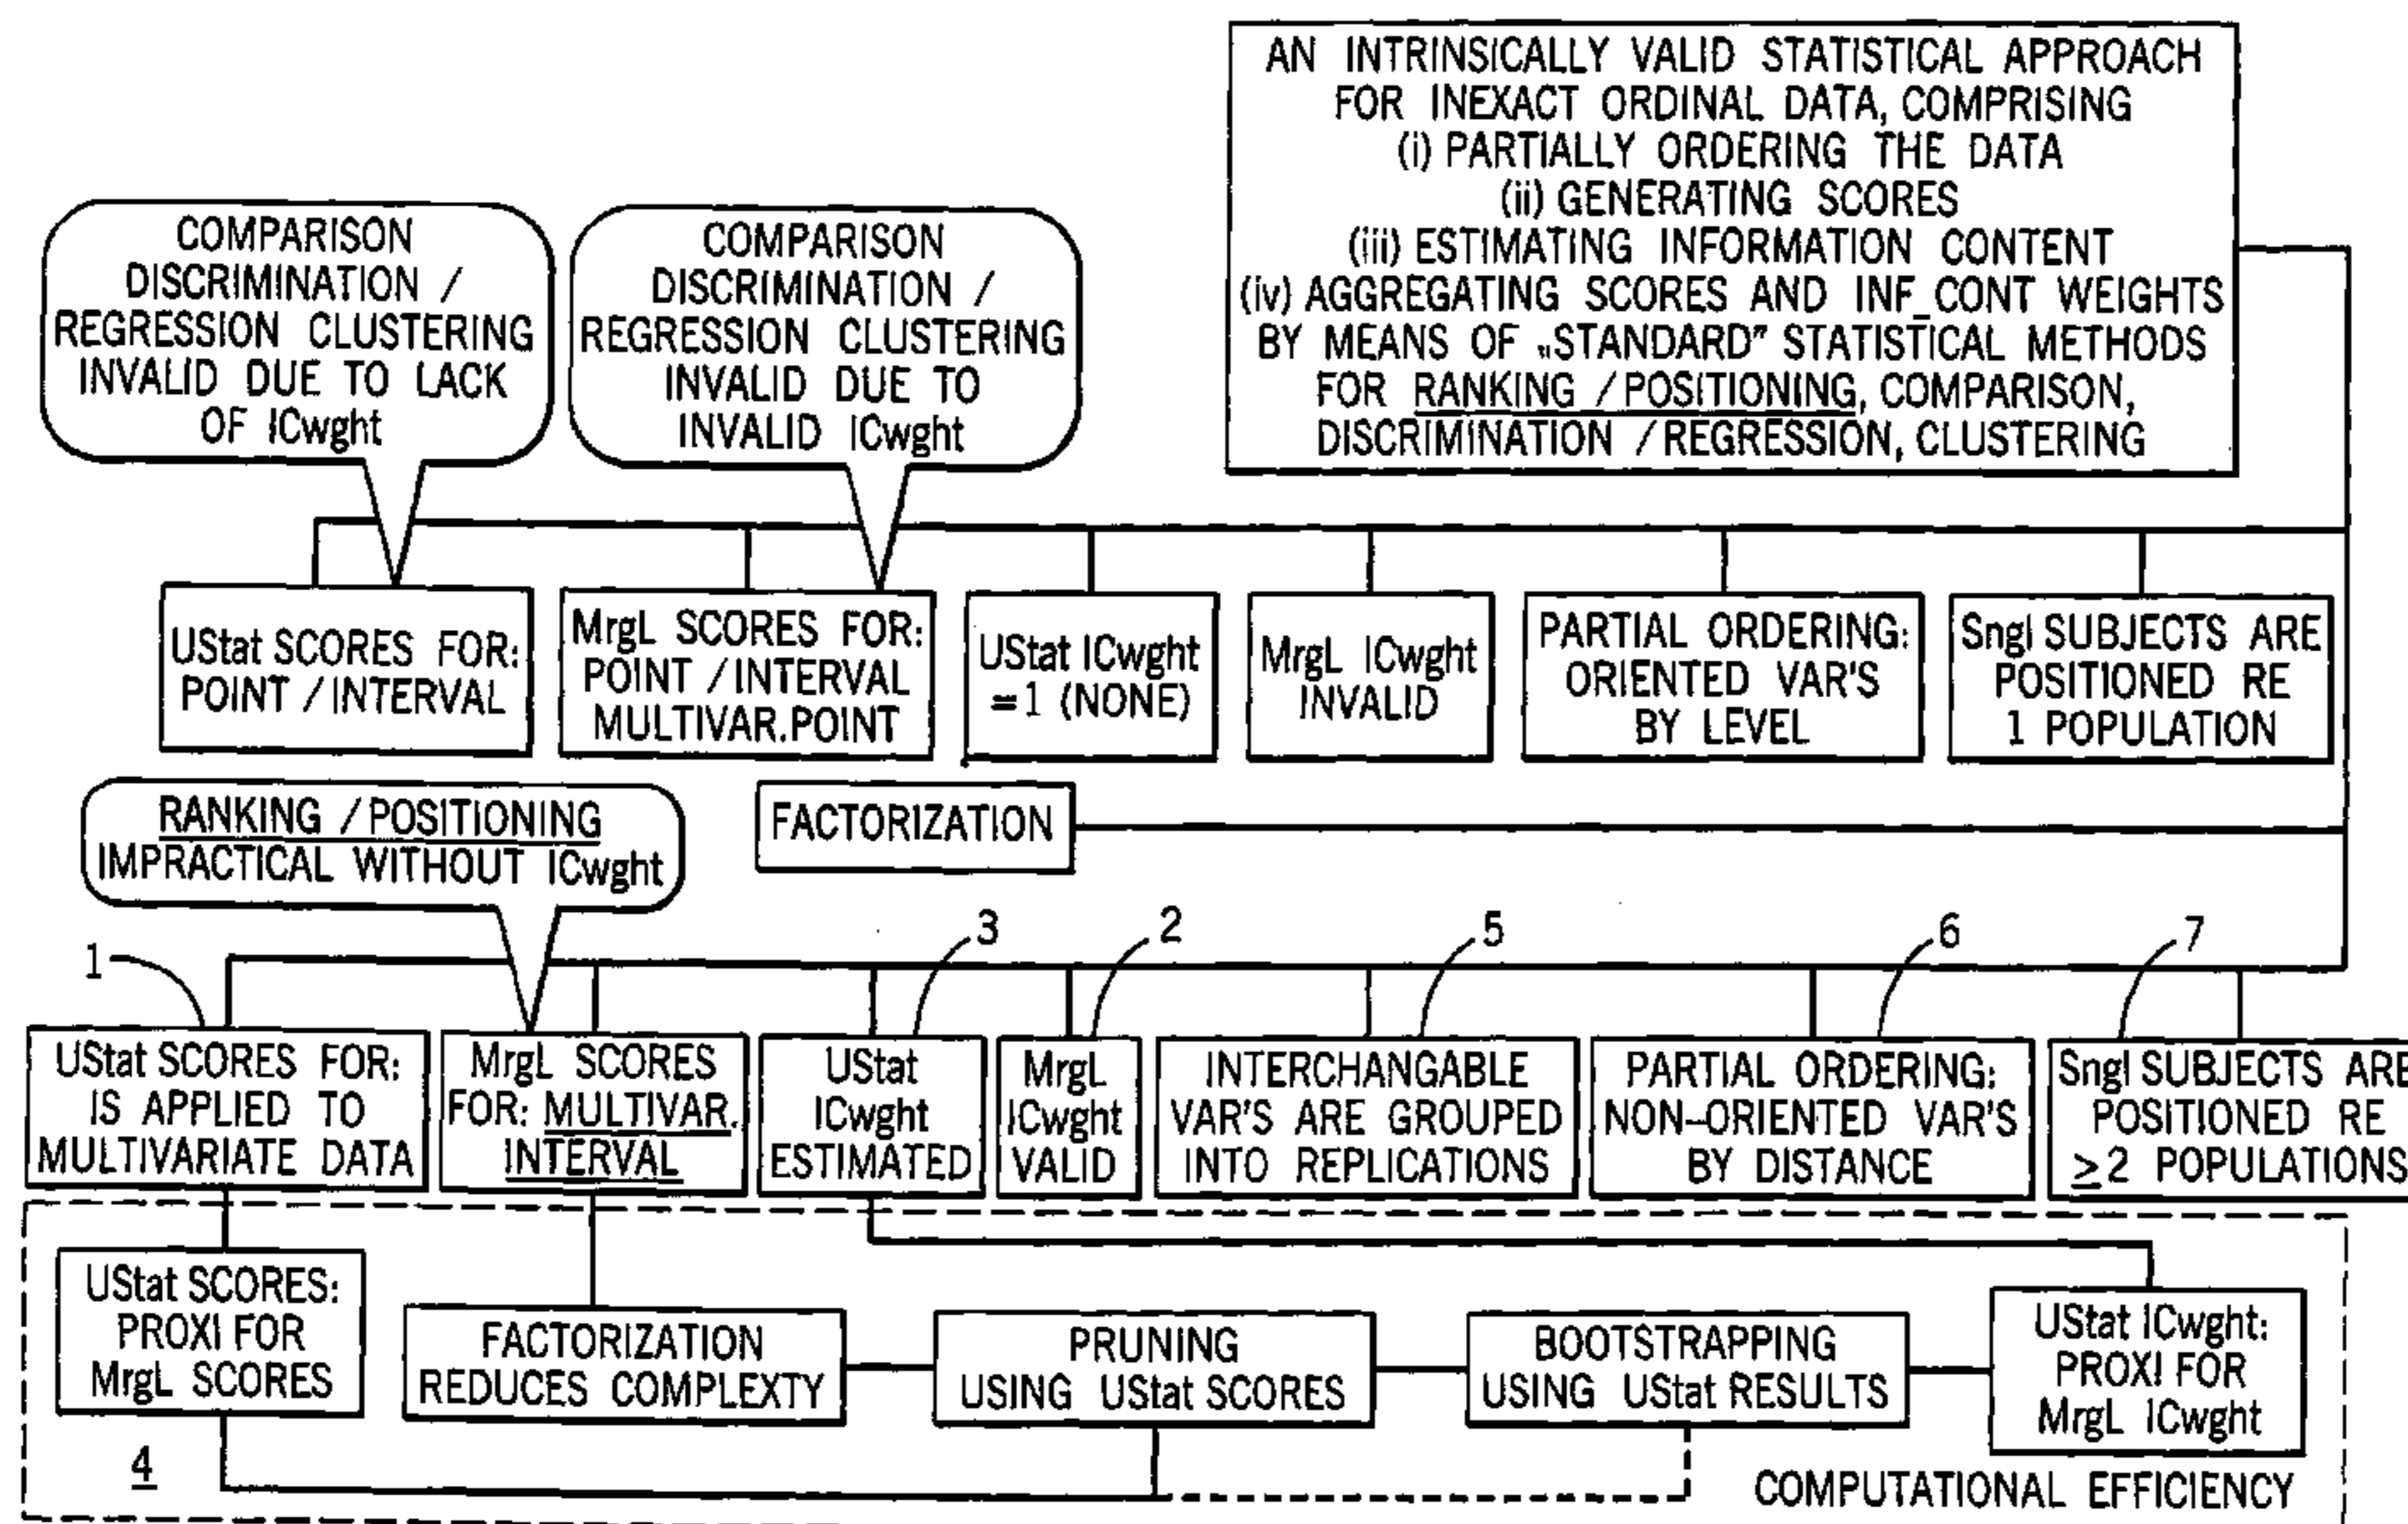 AN INTRINSICALLY VALID STATISTICAL APPROACH
FOR INEXACT ORDINAL DATA, COMPRISING
(i) PARTIALLY ORDERING THE DATA
(ii) GENERATING SCORES
(iii) ESTIMATING INFORMATION CONTENT
(iv) AGGREGATING SCORES AND INF_CONT WEIGHTS
BY MEANS OF „STANDARD” STATISTICAL METHODS
FOR RANKING / POSITIONING, COMPARISON,
DISCRIMINATION / REGRESSION, CLUSTERING
COMPARISON
DISCRIMINATION /
REGRESSION CLUSTERING
INVALID DUE TO LACK
OF ICwght
COMPARISON
DISCRIMINATION /
REGRESSION CLUSTERING
INVALID DUE TO
INVALID ICwght
UStat SCORES FOR:
POINT / INTERVAL
MrgL SCORES FOR:
POINT / INTERVAL
MULTIVAR.POINT
UStat ICwght
=1 (NONE)
MrgL ICwght
INVALID
PARTIAL ORDERING:
ORIENTED VAR'S
BY LEVEL
Sngl SUBJECTS ARE
POSITIONED RE
1 POPULATION
RANKING / POSITIONING
IMPRACTICAL WITHOUT ICwght
FACTORIZATION
1
3
2
5
6
7
UStat SCORES FOR:
IS APPLIED TO
MULTIVARIATE DATA
MrgL SCORES
FOR: MULTIVAR.
INTERVAL
UStat
ICwght
ESTIMATED
MrgL
ICwght
VALID
INTERCHANGABLE
VAR'S ARE GROUPED
INTO REPLICATIONS
PARTIAL ORDERING:
NON-ORIENTED VAR'S
BY DISTANCE
Sngl SUBJECTS ARE
POSITIONED RE
≥2 POPULATIONS
UStat SCORES:
PROXI FOR
MrgL SCORES
FACTORIZATION
REDUCES COMPLEXTY
PRUNING
USING UStat SCORES
BOOTSTRAPPING
USING UStat RESULTS
UStat ICwght:
PROXI FOR
MrgL ICwght
4
COMPUTATIONAL EFFICIENCY